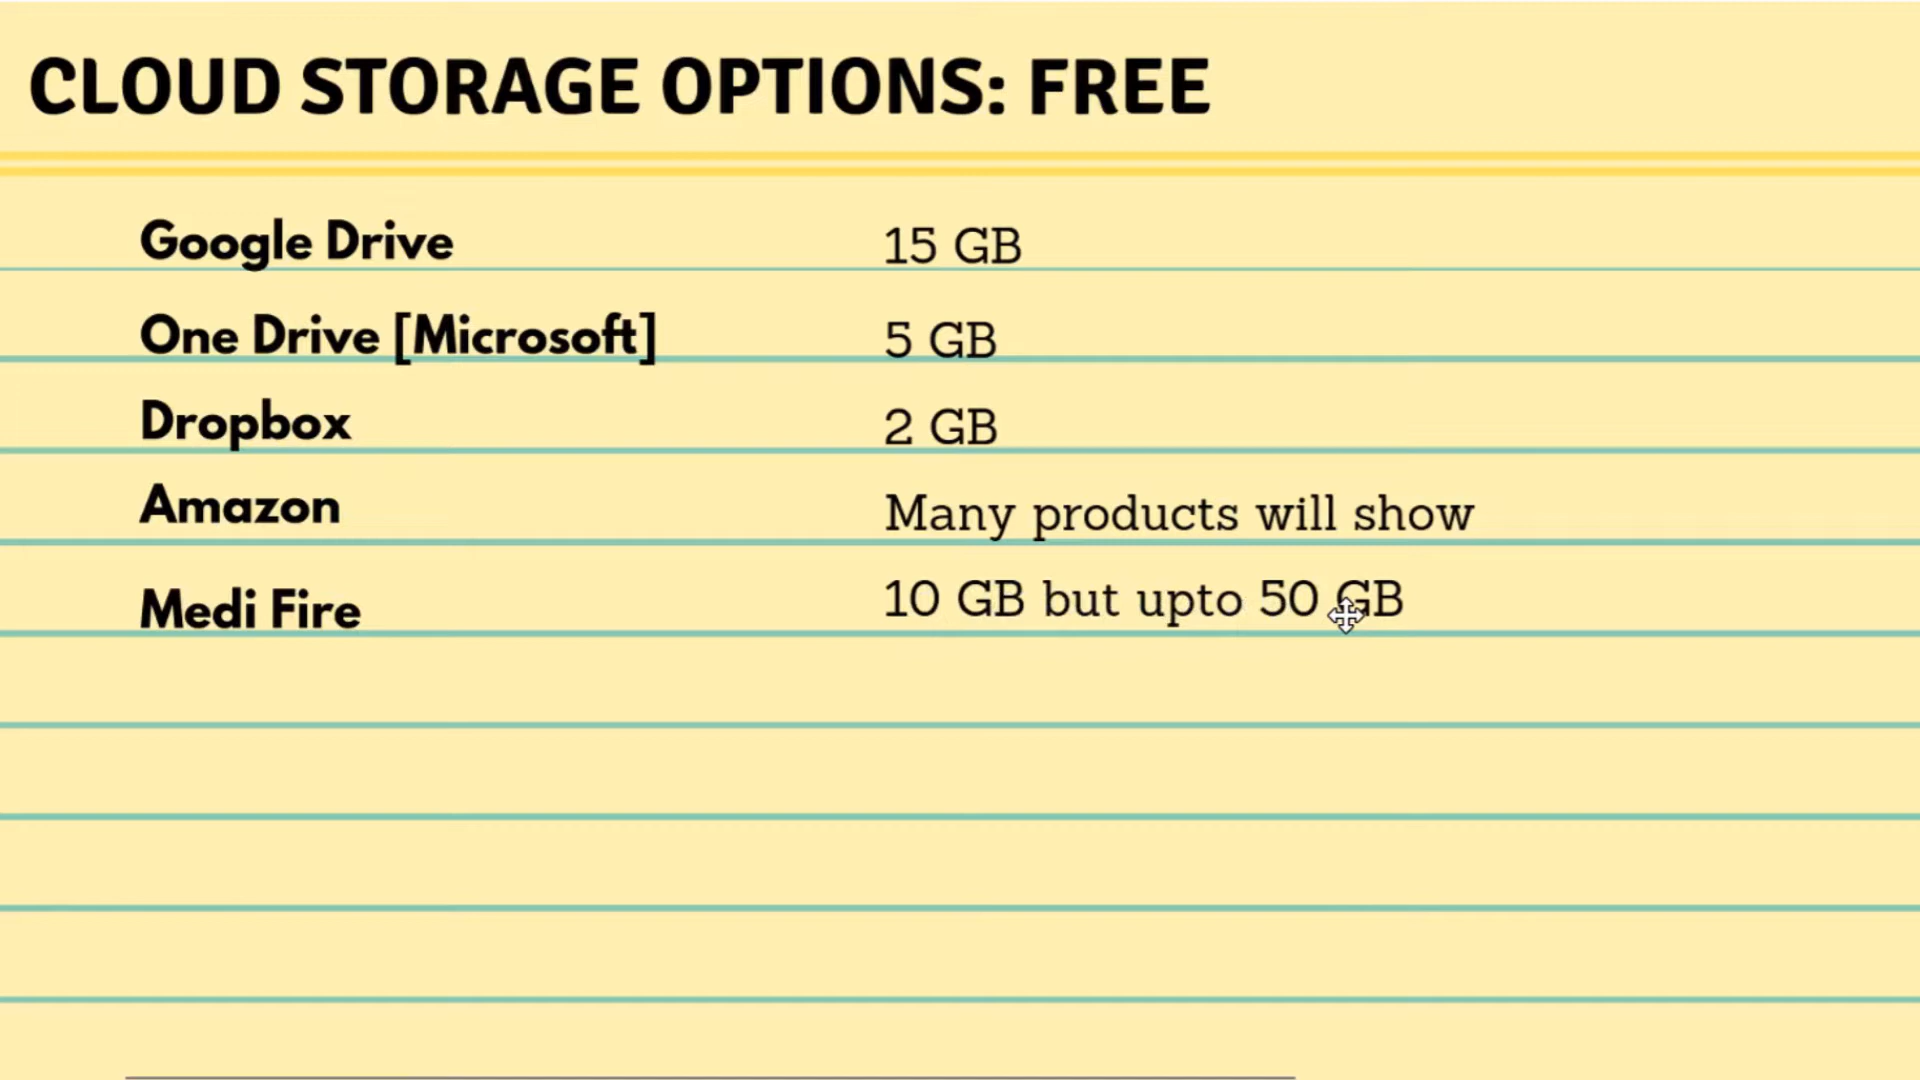 CLOUD STORAGE OPTIONS: FREE
Google Drive 15 GB
One Drive [Microsoft] 5 GB
Dropbox 2 GB
Amazon Many products will show
Medi Fire 10 GB but upto 50 GB